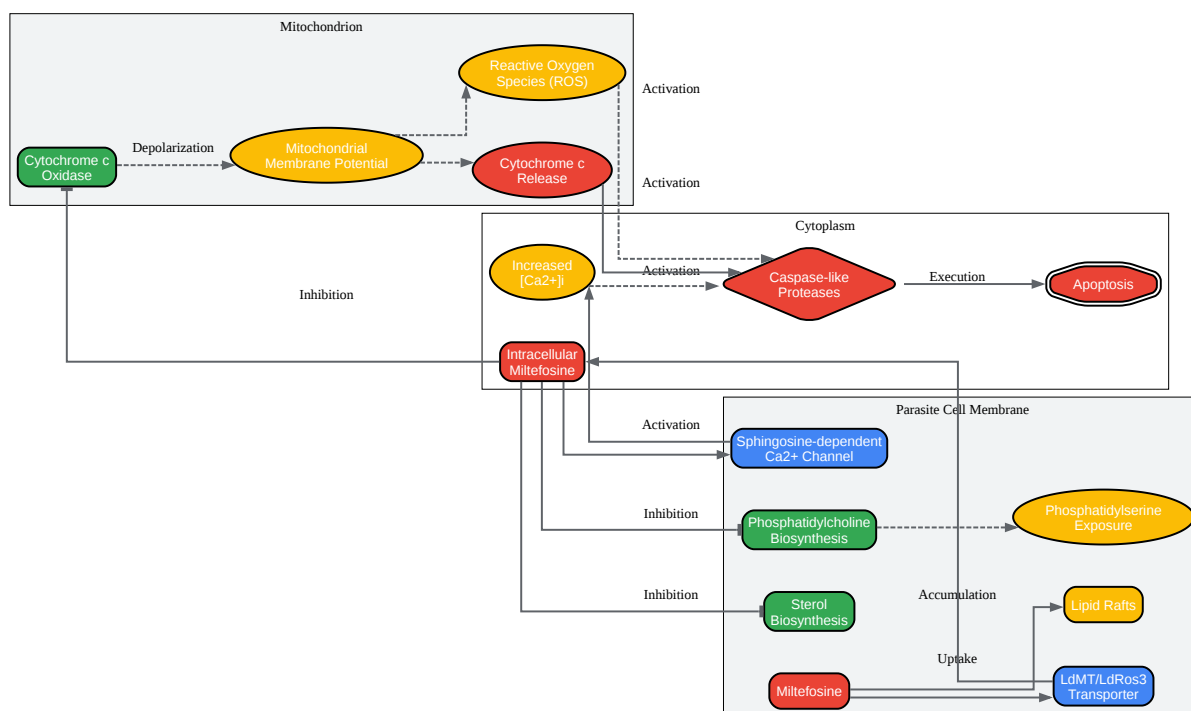 Mitochondrion
Reactive Oxygen
Species (ROS)
Activation
Depolarization
Mitochondrial
Membrane Potential
Cytochrome c
Oxidase
Cytochrome c
Release
Activation
Cytoplasm
Increased
[Ca2+]i
Activation
Caspase-like
Proteases
Execution
Apoptosis
Inhibition
Intracellular
Miltefosine
Parasite Cell Membrane
Activation
Sphingosine-dependent
Ca2+ Channel
Inhibition
Phosphatidylcholine
Biosynthesis
Phosphatidylserine
Exposure
Inhibition
Sterol
Biosynthesis
Accumulation
Lipid Rafts
Uptake
Miltefosine
LdMT/LdRos3
Transporter